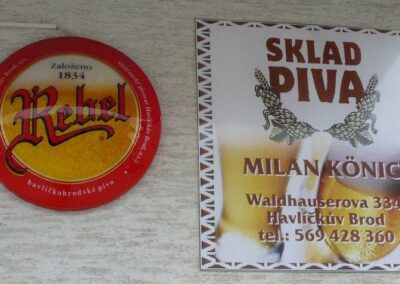 Založeno
1834
Rebel
havlíčkobrodské pivo
SKLAD
PIVA
MILAN KÖNIG
Waldhauserova 334
Havlíčkův Brod
tel.: 569 428 360